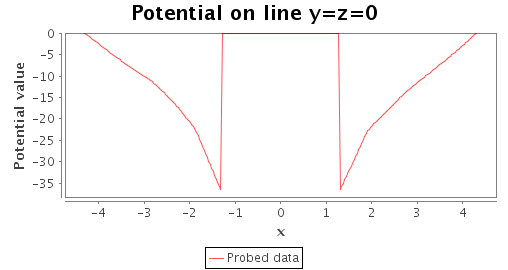 Potential on line y=z=0
Potential value
0
−5
−10
−15
−20
−25
−30
−35
−4 −3 −2 −1 0 1 2 3 4
x
Probed data